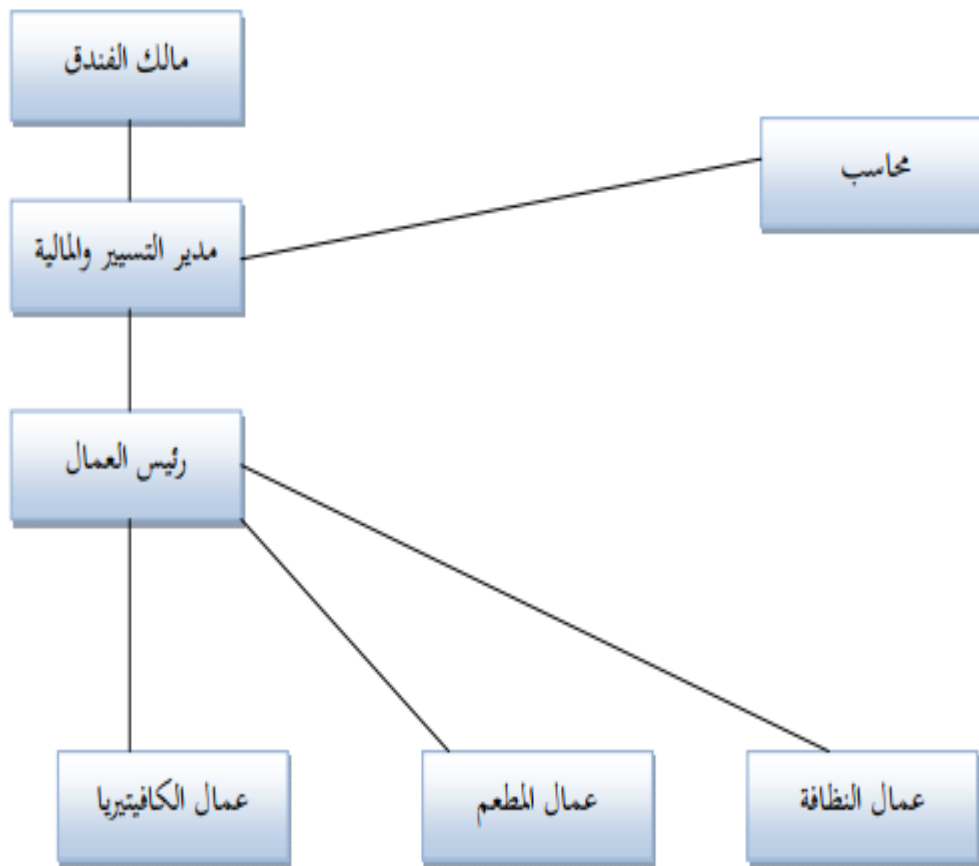 مالك الفندق
محاسب
مدير التسيير والمالية
رئيس العمال
عمال النظافة
عمال المطعم
عمال الكافيتيريا